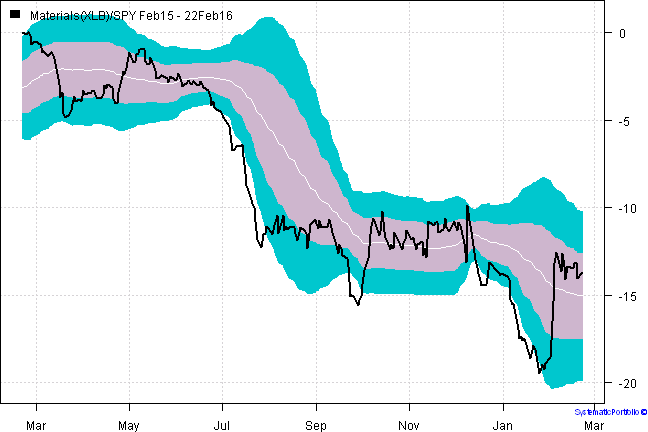 Materials(XLB)/SPY Feb15 - 22Feb16
0
-5
-10
-15
-20
SystematicPortfolio ©
Mar May Jul Sep Nov Jan Mar